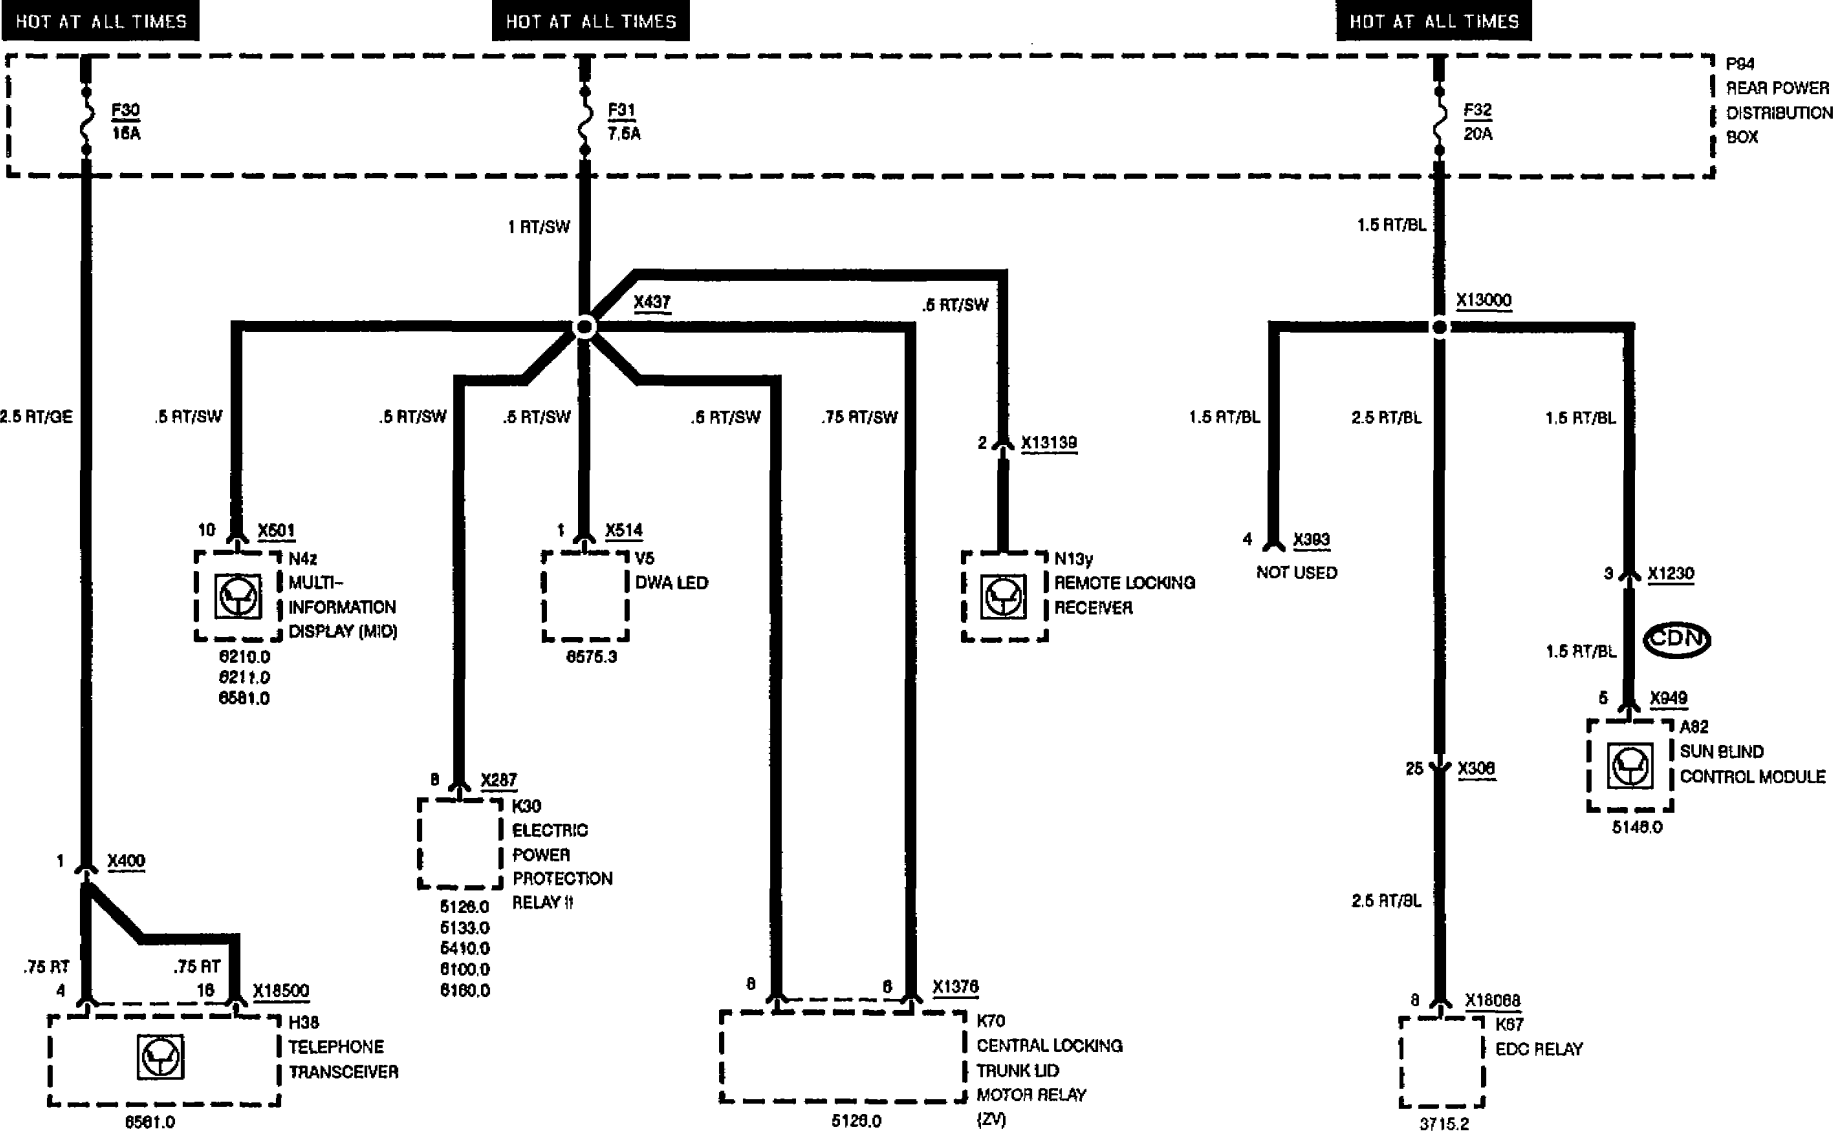 HOT AT ALL TIMES
HOT AT ALL TIMES
HOT AT ALL TIMES
P94
REAR POWER
DISTRIBUTION
BOX
F30
15A
F31
7.5A
F32
20A
1 RT/SW
1.5 RT/BL
X437
.5 RT/SW
X13000
2.5 RT/GE
.5 RT/SW
.5 RT/SW
.5 RT/SW
.5 RT/SW
.75 RT/SW
1.5 RT/BL
2.5 RT/BL
1.5 RT/BL
2 X13139
10 X601
1 X514
4 X393
NOT USED
N4z
MULTI-
INFORMATION
DISPLAY (MID)
6210.0
6211.0
6581.0
V5
DWA LED
6575.3
N13y
REMOTE LOCKING
RECEIVER
3 X1230
CDN
1.5 RT/BL
5 X949
A82
SUN BLIND
CONTROL MODULE
5146.0
25 X306
8 X287
K30
ELECTRIC
POWER
PROTECTION
RELAY II
5126.0
5133.0
5410.0
6100.0
6160.0
1 X400
2.5 RT/BL
.75 RT
.75 RT
4
16 X18500
H38
TELEPHONE
TRANSCEIVER
6561.0
8
6 X1376
K70
CENTRAL LOCKING
TRUNK LID
MOTOR RELAY
(ZV)
5126.0
8 X18068
K67
EDC RELAY
3715.2